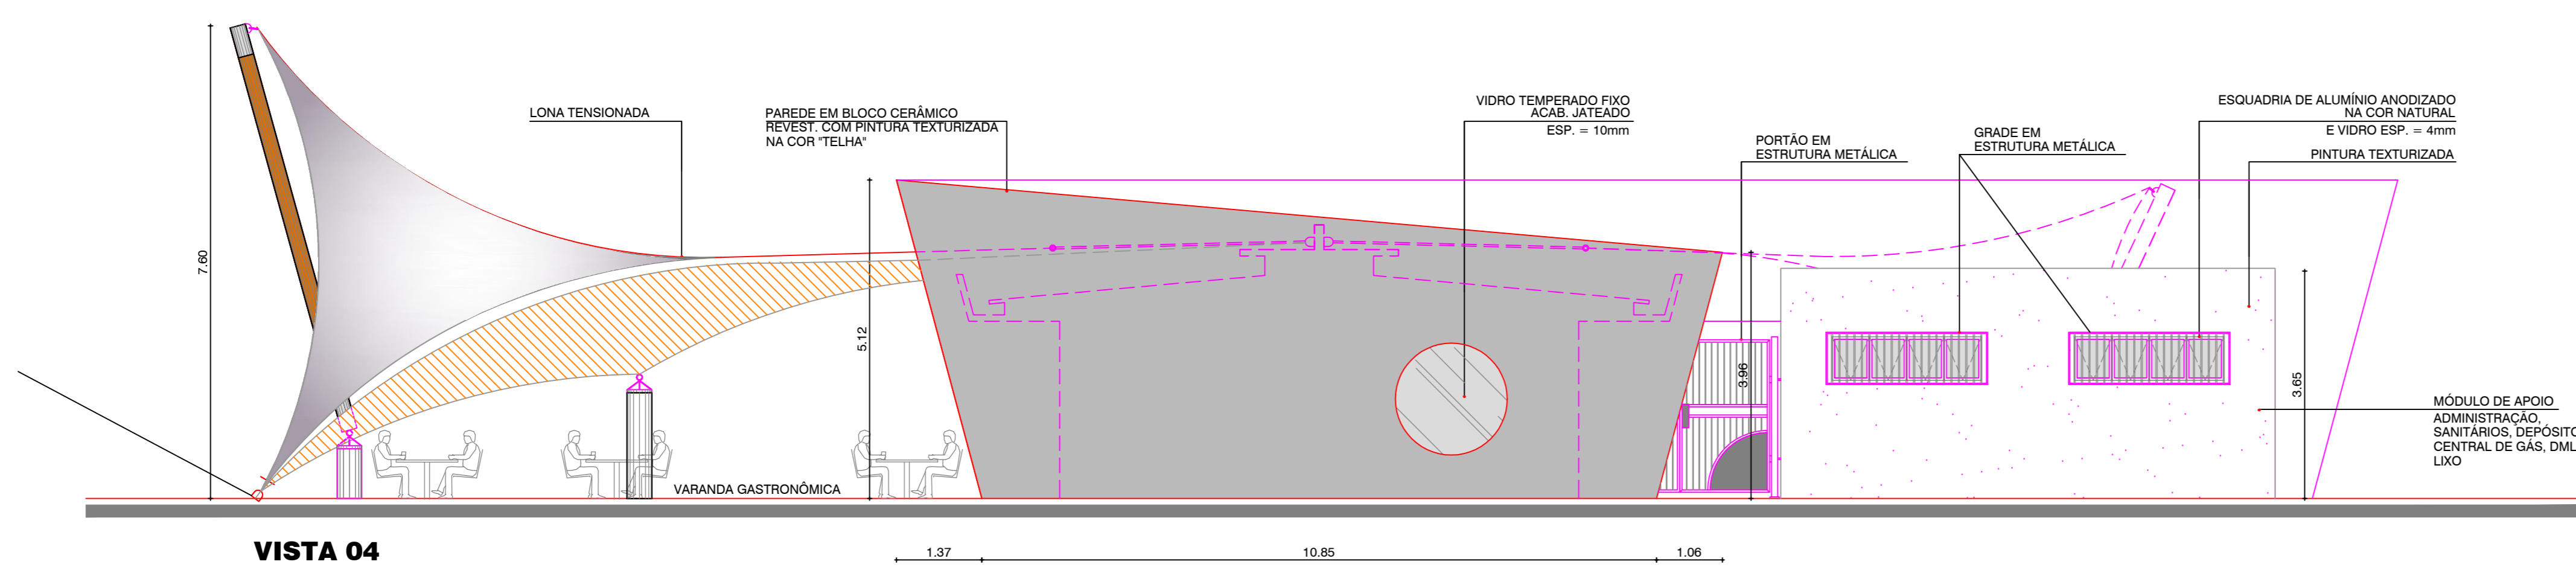 7.60
LONA TENSIONADA
PAREDE EM BLOCO CERÂMICO
REVEST. COM PINTURA TEXTURIZADA
NA COR "TELHA"
VIDRO TEMPERADO FIXO
ACAB. JATEADO
ESP. = 10mm
PORTÃO EM
ESTRUTURA METÁLICA
GRADE EM
ESTRUTURA METÁLICA
ESQUADRIA DE ALUMÍNIO ANODIZADO
NA COR NATURAL
E VIDRO ESP. = 4mm
PINTURA TEXTURIZADA
5.12
3.96
3.65
MÓDULO DE APOIO
ADMINISTRAÇÃO,
SANITÁRIOS, DEPÓSITO
CENTRAL DE GÁS, DML
LIXO
VARANDA GASTRONÔMICA
VISTA 04
1.37
10.85
1.06